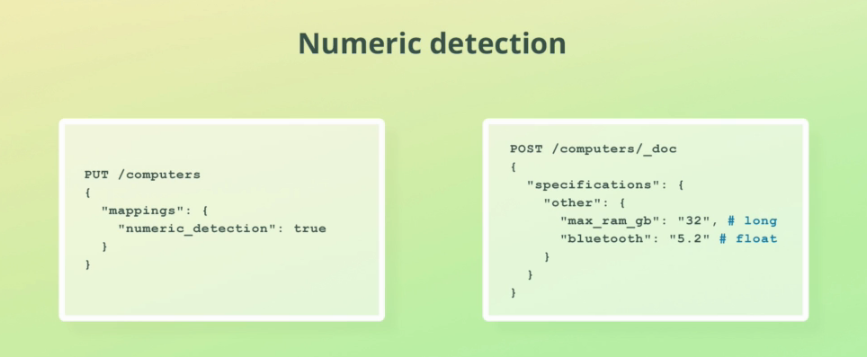 Numeric detection
PUT /computers
{
  "mappings": {
    "numeric_detection": true
  }
}
POST /computers/_doc
{
  "specifications": {
    "other": {
      "max_ram_gb": "32", # long
      "bluetooth": "5.2" # float
    }
  }
}